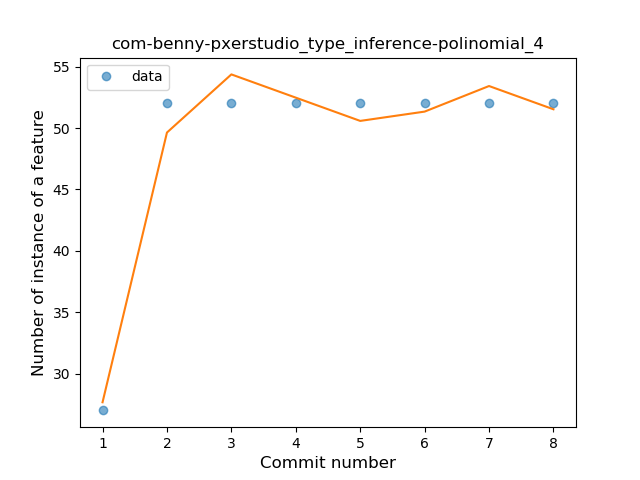 com-benny-pxerstudio_type_inference-polinomial_4
data
Number of instance of a feature
55
50
45
40
35
30
1 2 3 4 5 6 7 8
Commit number